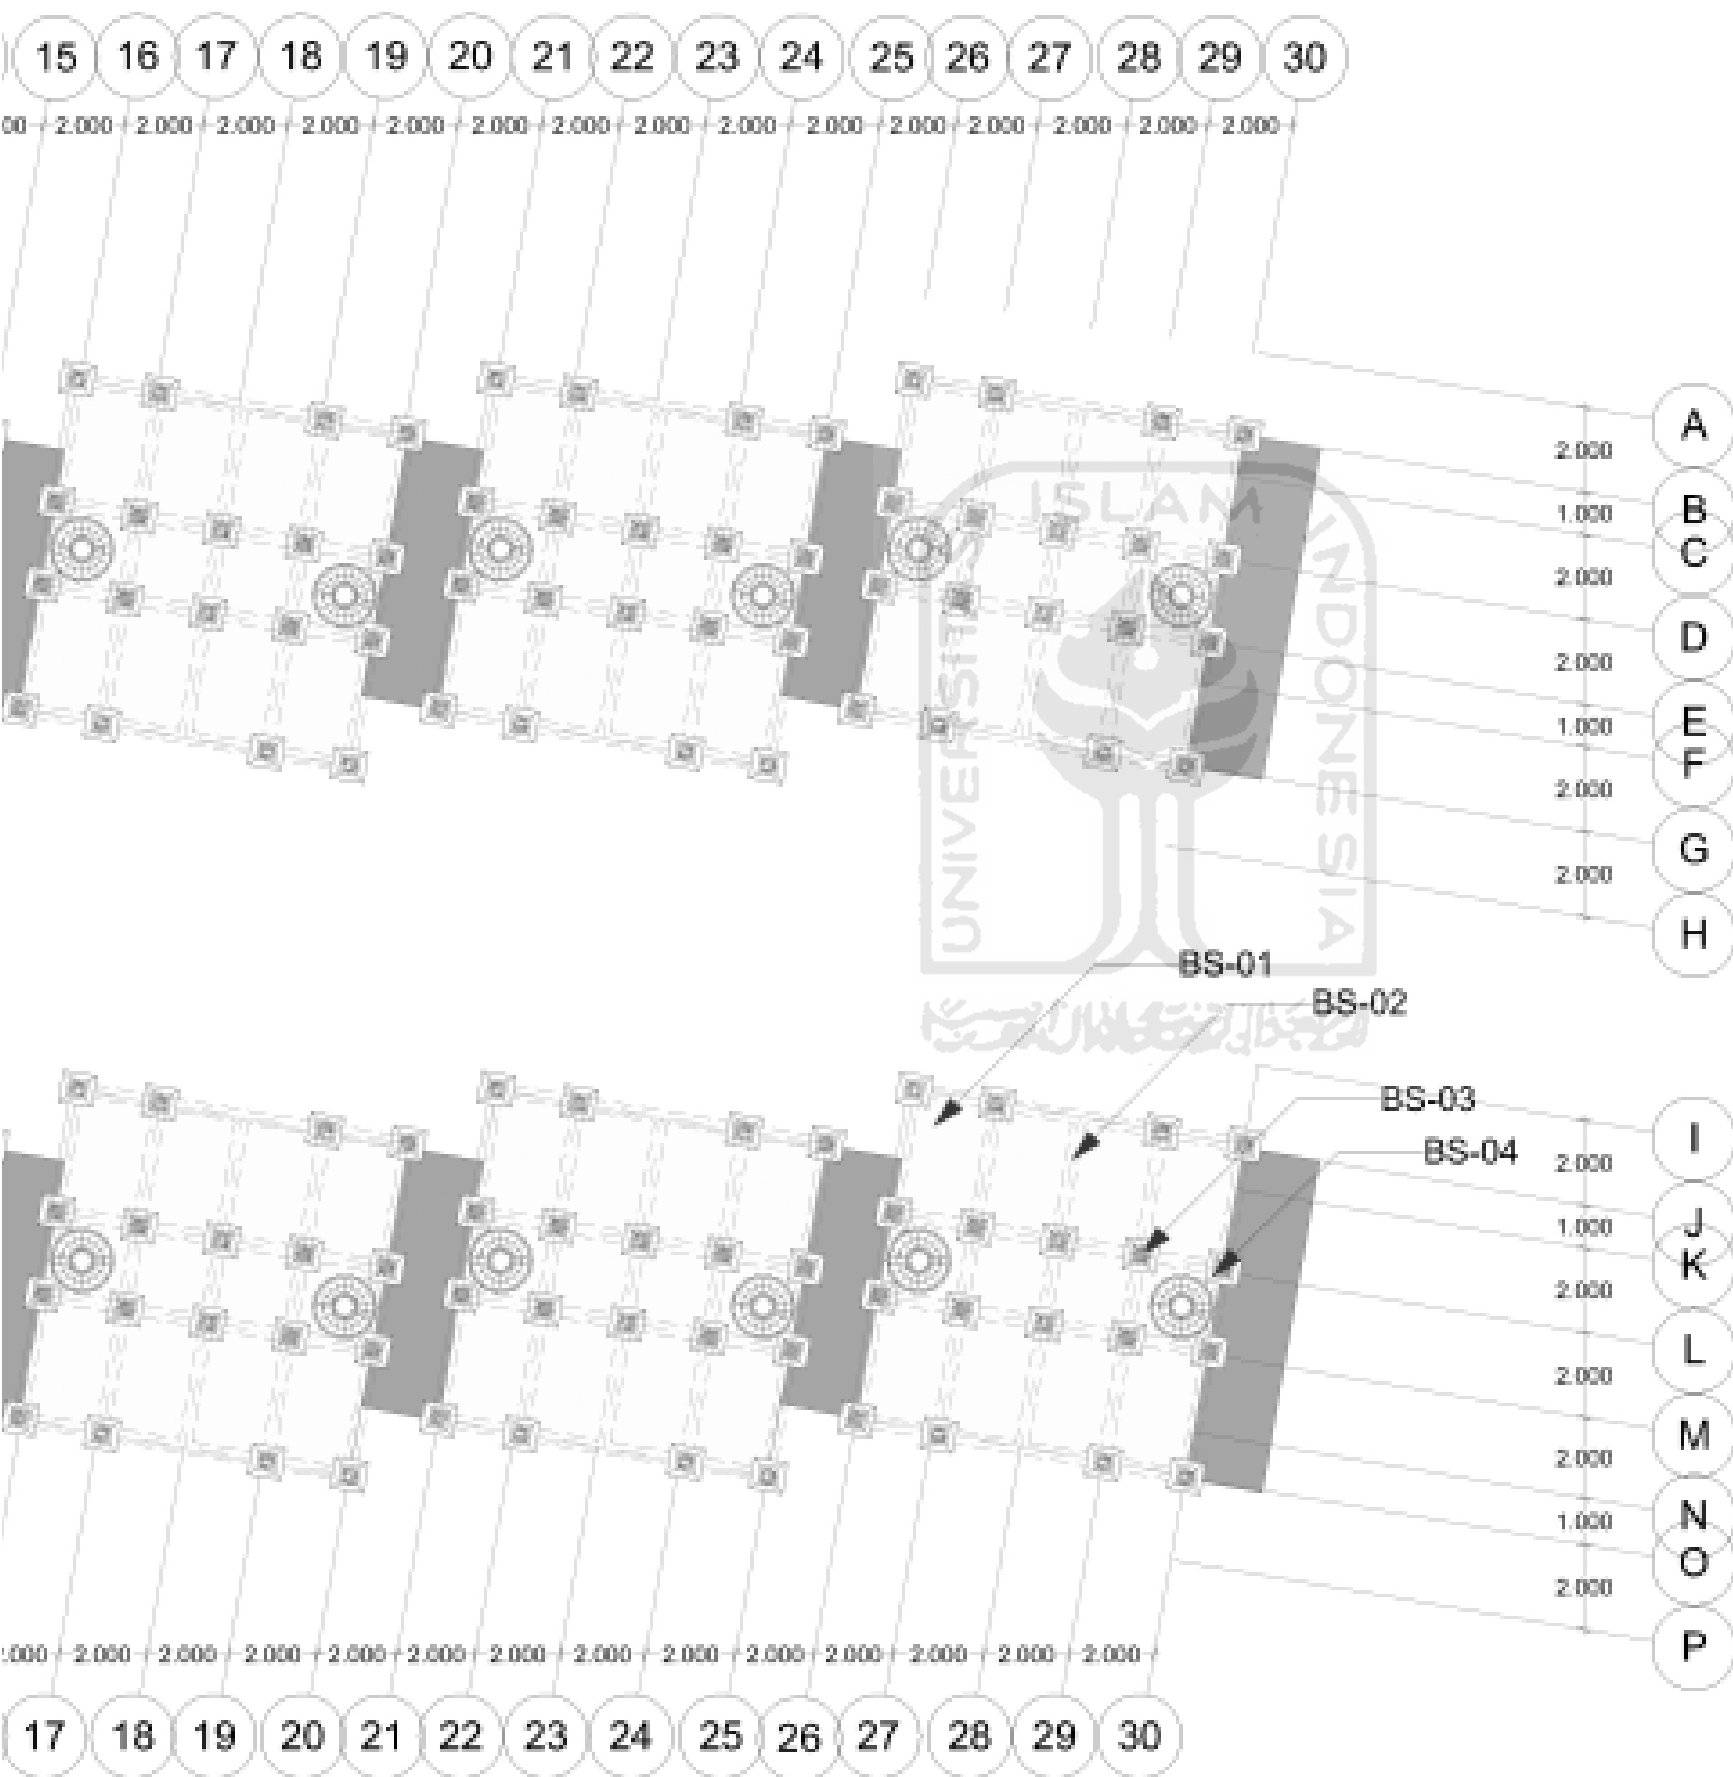 15 16 17 18 19 20 21 22 23 24 25 26 27 28 29 30
00 2.000 2.000 2.000 2.000 2.000 2.000 2.000 2.000 2.000 2.000 2.000 2.000 2.000 2.000 2.000
A
2.000
B
1.000
C
2.000
D
2.000
E
1.000
F
2.000
G
2.000
H
UNIVERSITAS ISLAM INDONESIA
BS-01
BS-02
BS-03
BS-04
I
2.000
J
1.000
K
2.000
L
2.000
M
2.000
N
1.000
O
2.000
P
2.000 2.000 2.000 2.000 2.000 2.000 2.000 2.000 2.000 2.000 2.000 2.000 2.000 2.000
17 18 19 20 21 22 23 24 25 26 27 28 29 30